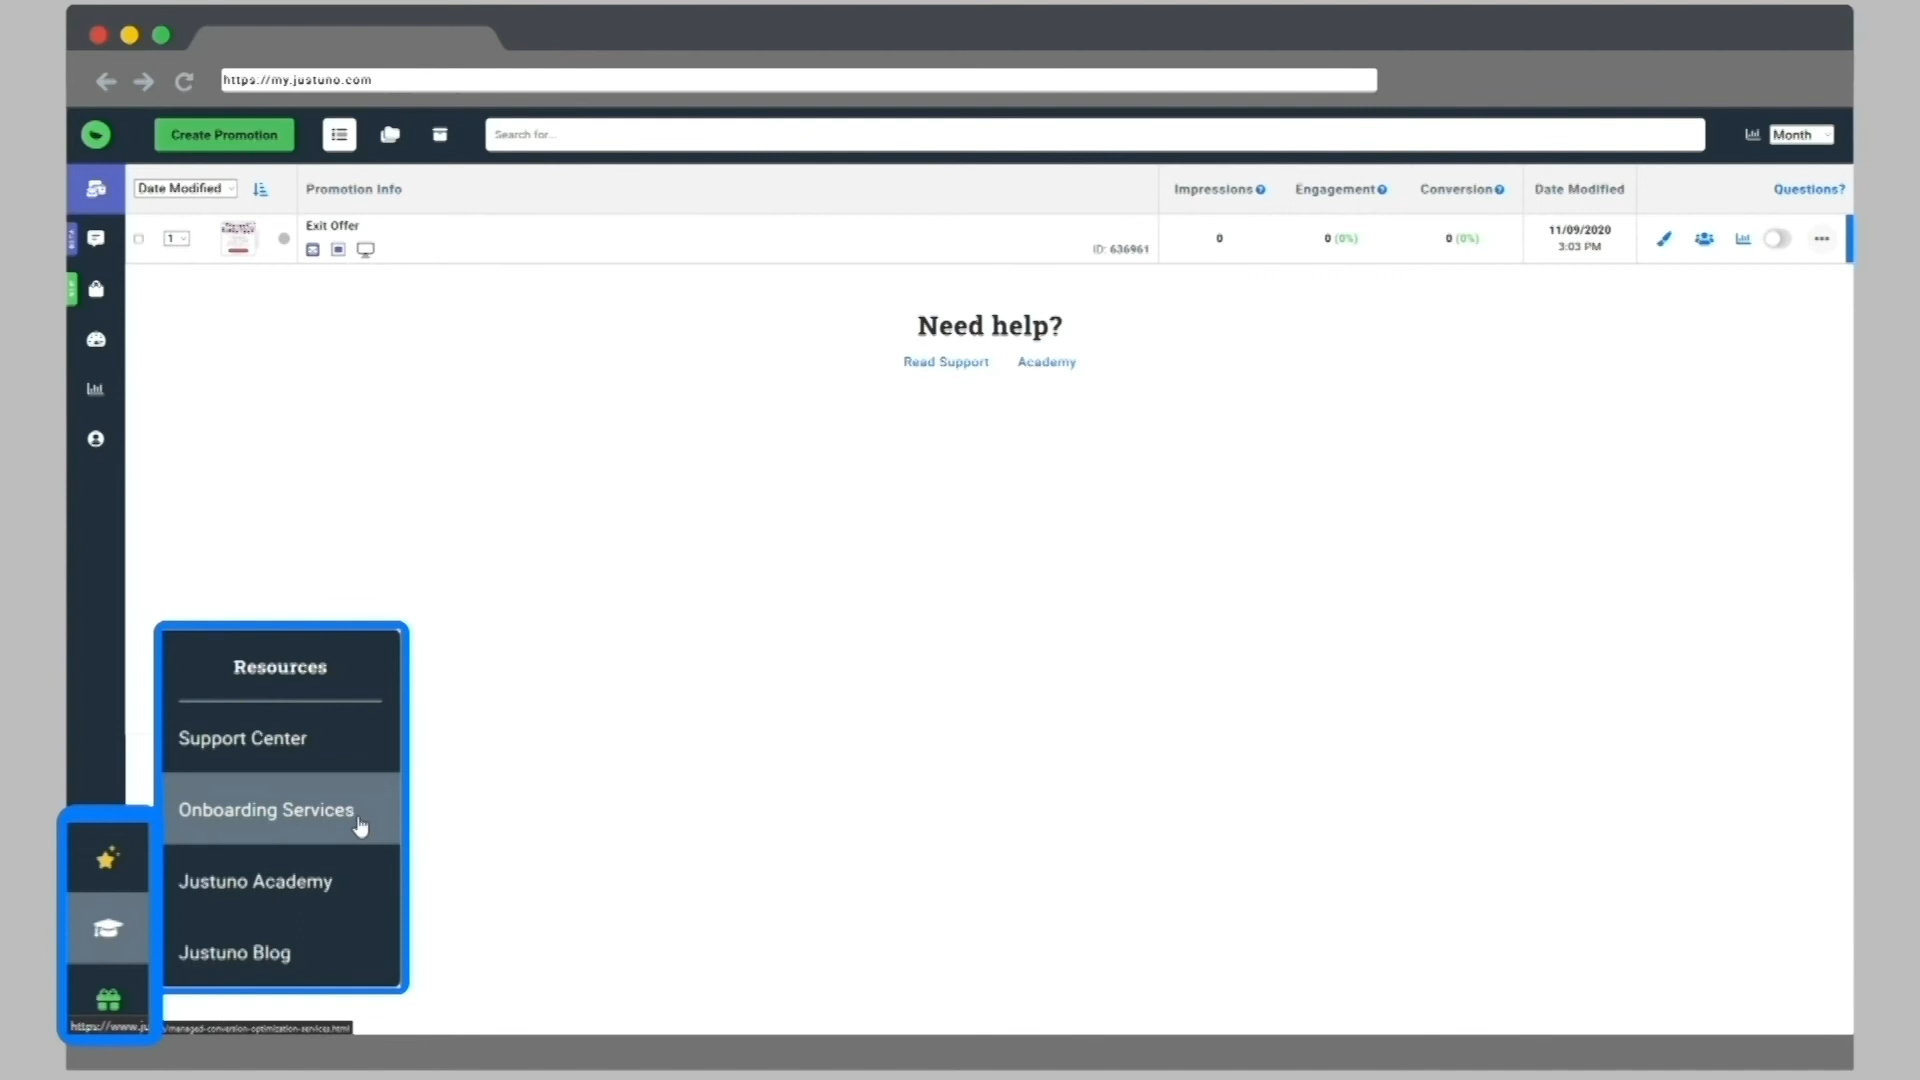 https://my.justuno.com
Create Promotion
Search for...
Month
Date Modified
Promotion Info
Impressions
Engagement
Conversion
Date Modified
Questions?
BETA
1
Exit Offer
ID: 636961
0
0 (0%)
0 (0%)
11/09/2020
3:03 PM
Need help?
Read Support
Academy
Resources
Support Center
Onboarding Services
Justuno Academy
Justuno Blog
https://www.ju
/managed-conversion-optimization-services.html